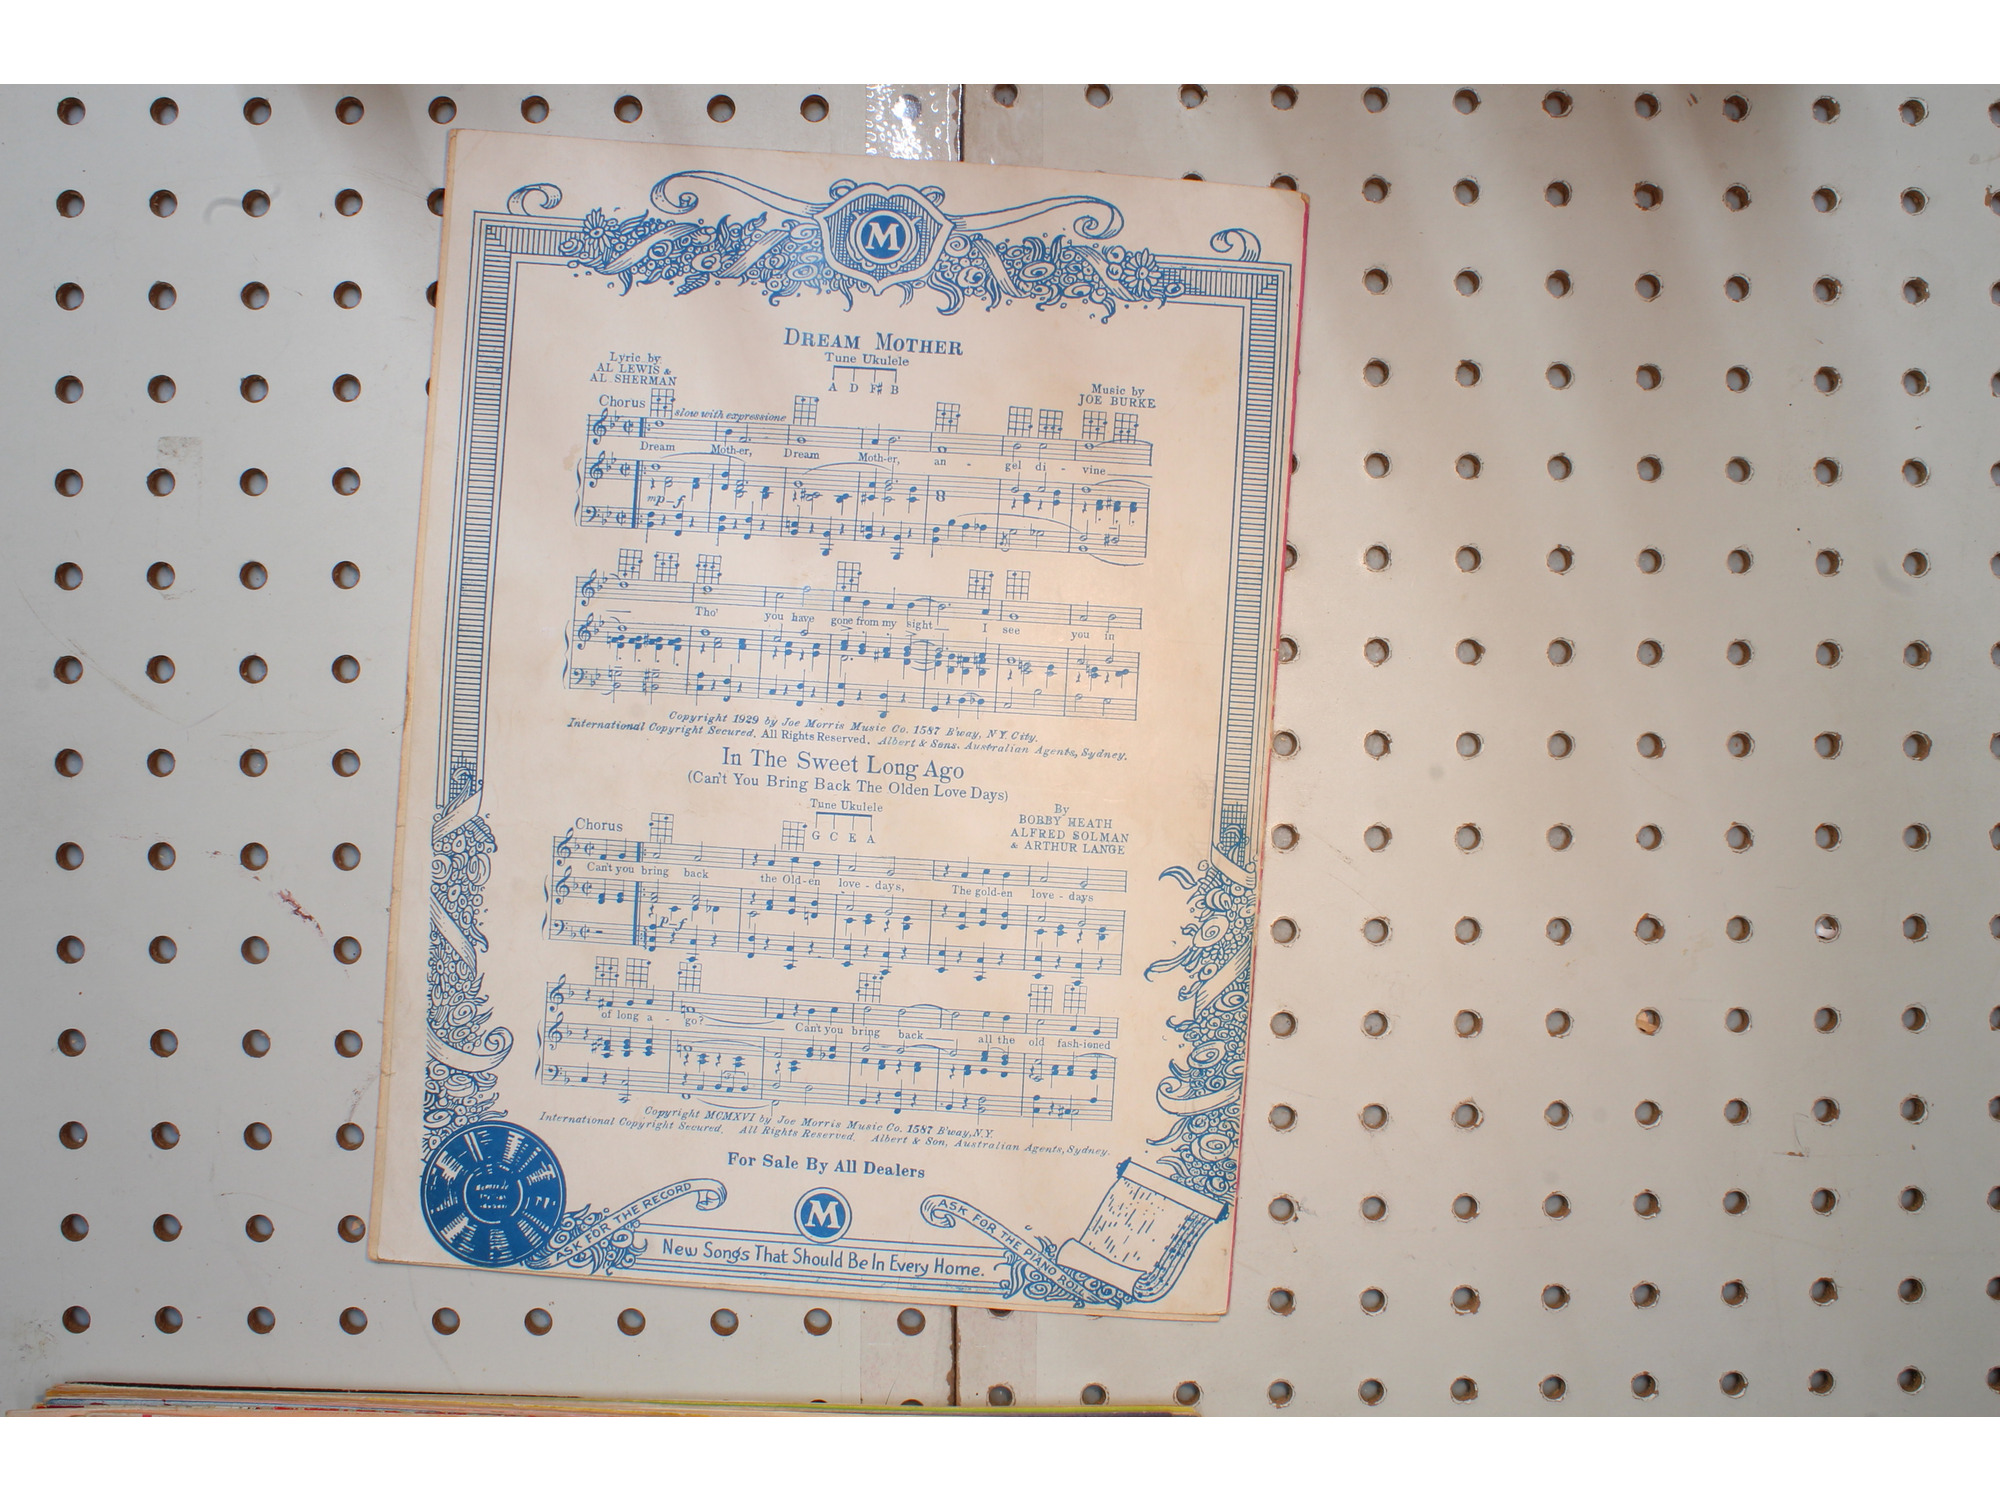 M
DREAM MOTHER
Tune Ukulele
A D F# B
Lyric by
AL LEWIS &
AL SHERMAN
Music by
JOE BURKE
Chorus
slow with expressione
Dream Moth-er, Dream Moth-er, an - gel di - vine
mp-f
Tho' you have gone from my sight I see you in
Copyright 1929 by Joe Morris Music Co. 1587 B'way, N.Y. City.
International Copyright Secured. All Rights Reserved. Albert & Sons. Australian Agents, Sydney.
In The Sweet Long Ago
(Can't You Bring Back The Olden Love Days)
Tune Ukulele
G C E A
By
BOBBY HEATH
ALFRED SOLMAN
& ARTHUR LANGE
Chorus
Can't you bring back the Old-en love - days, The gold-en love - days
p-f
of long a - go? Can't you bring back all the old fash-ioned
Copyright MCMXVI by Joe Morris Music Co. 1587 B'way, N.Y.
International Copyright Secured. All Rights Reserved. Albert & Son, Australian Agents, Sydney.
For Sale By All Dealers
ASK FOR THE RECORD
M
ASK FOR THE PIANO ROLL
New Songs That Should Be In Every Home.